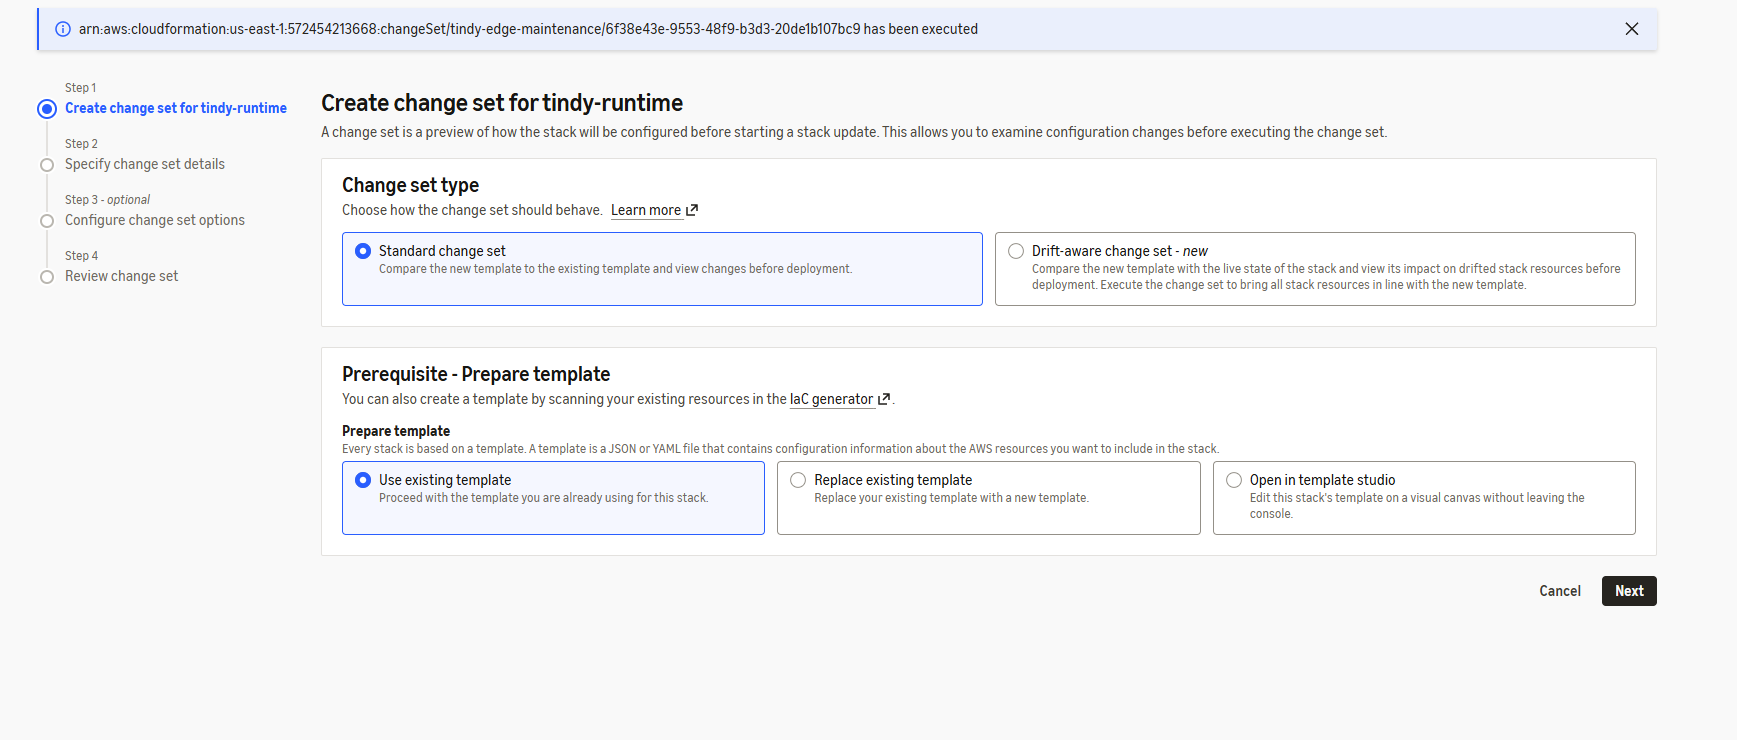 arn:aws:cloudformation:us-east-1:572454213668:changeSet/tindy-edge-maintenance/6f38e43e-9553-48f9-b3d3-20de1b107bc9 has been executed
Step 1
Create change set for tindy-runtime
Step 2
Specify change set details
Step 3 - optional
Configure change set options
Step 4
Review change set
Create change set for tindy-runtime
A change set is a preview of how the stack will be configured before starting a stack update. This allows you to examine configuration changes before executing the change set.
Change set type
Choose how the change set should behave. Learn more
Standard change set
Compare the new template to the existing template and view changes before deployment.
Drift-aware change set - new
Compare the new template with the live state of the stack and view its impact on drifted stack resources before
deployment. Execute the change set to bring all stack resources in line with the new template.
Prerequisite - Prepare template
You can also create a template by scanning your existing resources in the IaC generator .
Prepare template
Every stack is based on a template. A template is a JSON or YAML file that contains configuration information about the AWS resources you want to include in the stack.
Use existing template
Proceed with the template you are already using for this stack.
Replace existing template
Replace your existing template with a new template.
Open in template studio
Edit this stack's template on a visual canvas without leaving the
console.
Cancel
Next